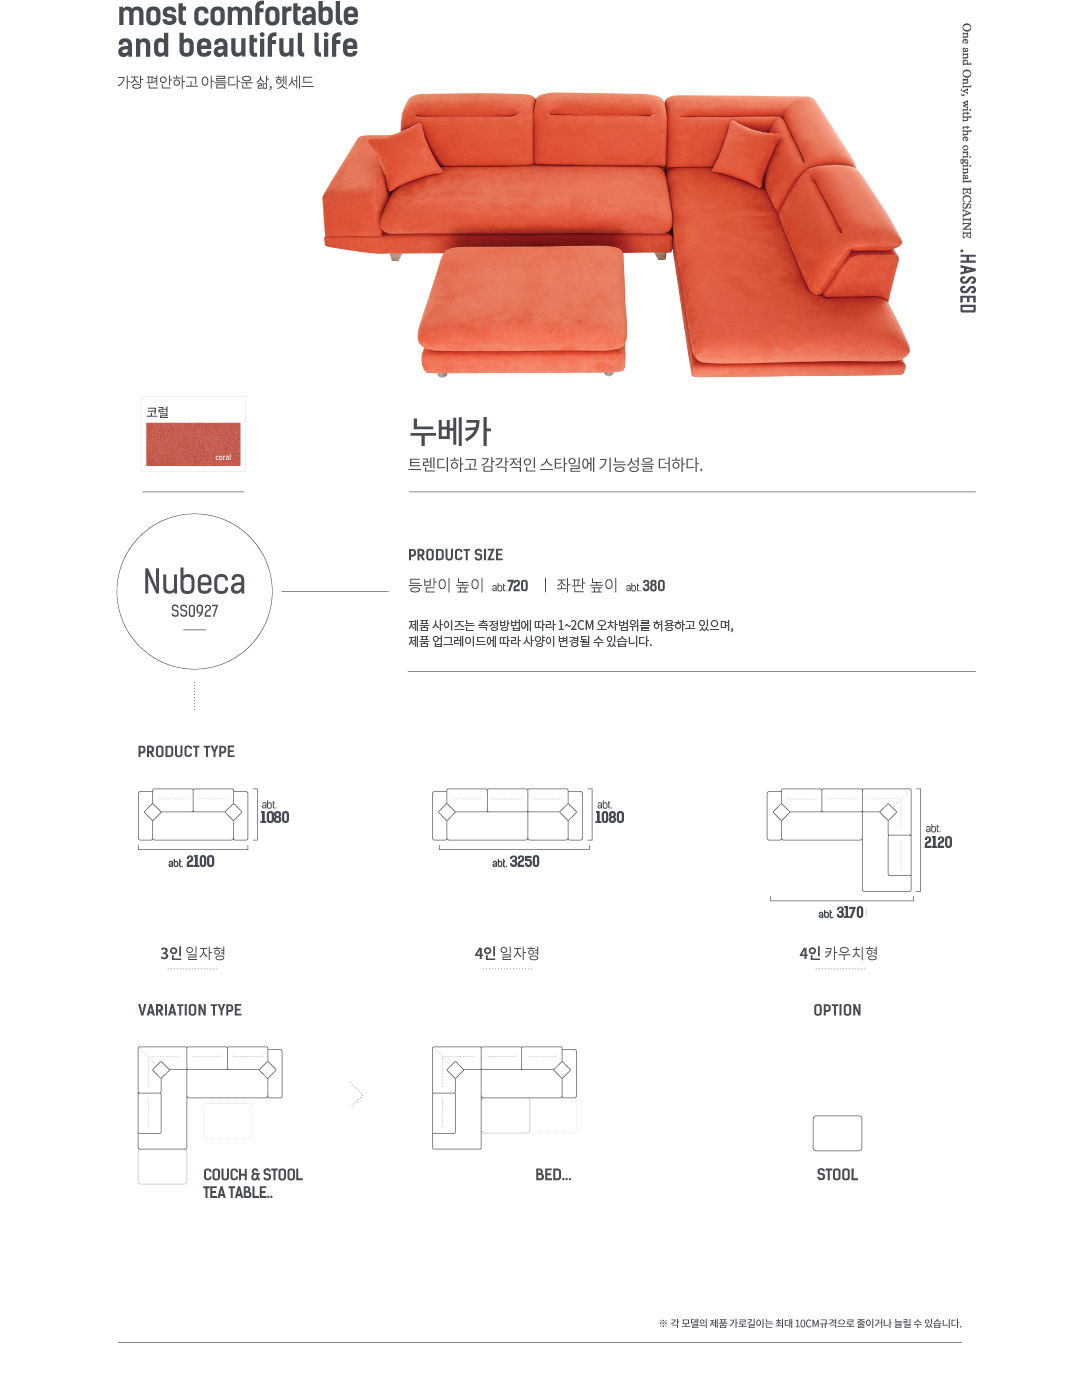 most comfortable
and beautiful life
가장 편안하고 아름다운 삶, 헷세드
One and Only, with the original ECSAINE .HASSED
코럴
coral
누베카
트렌디하고 감각적인 스타일에 기능성을 더하다.
Nubeca
SS0927
PRODUCT SIZE
등받이 높이 abt.720 | 좌판 높이 abt.380
제품 사이즈는 측정방법에 따라 1~2CM 오차범위를 허용하고 있으며,
제품 업그레이드에 따라 사양이 변경될 수 있습니다.
PRODUCT TYPE
abt.
1080
abt. 2100
3인 일자형
abt.
1080
abt. 3250
4인 일자형
abt.
2120
abt. 3170
4인 카우치형
VARIATION TYPE
OPTION
COUCH & STOOL
TEA TABLE..
BED...
STOOL
※ 각 모델의 제품 가로길이는 최대 10CM규격으로 줄이거나 늘릴 수 있습니다.